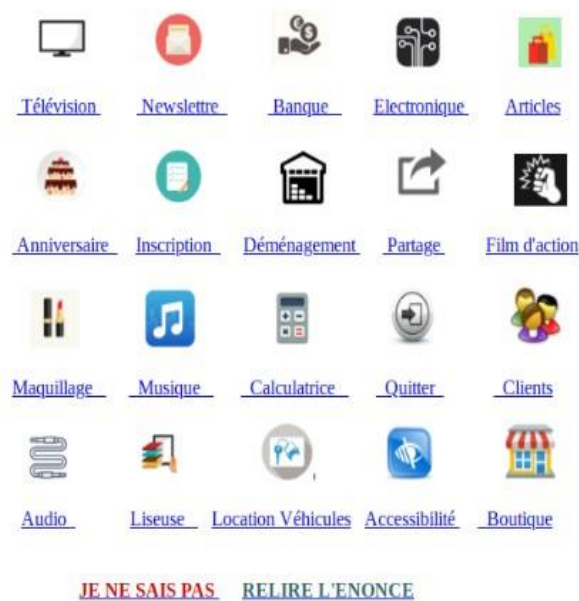 Télévision Newslettre Banque Electronique Articles
Anniversaire Inscription Déménagement Partage Film d'action
Maquillage Musique Calculatrice Quitter Clients
Audio Liseuse Location Véhicules Accessibilité Boutique
JE NE SAIS PAS RELIRE L'ENONCE